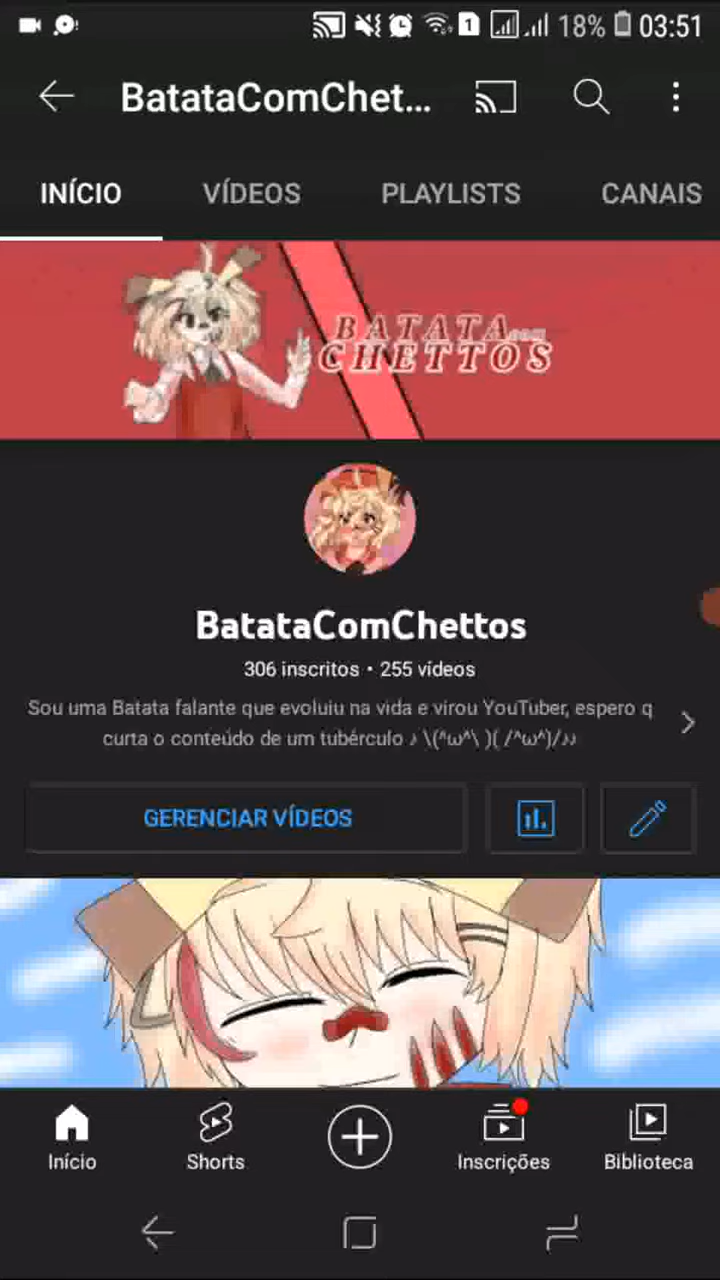 18% 03:51
BatataComChet...
INÍCIO VÍDEOS PLAYLISTS CANAIS
BATATA com
CHETTOS
BatataComChettos
306 inscritos • 255 vídeos
Sou uma Batata falante que evoluiu na vida e virou YouTuber, espero q
curta o conteúdo de um tubérculo ♪ \(^ω^\ )( /^ω^)/♪♪
GERENCIAR VÍDEOS
Início Shorts Inscrições Biblioteca